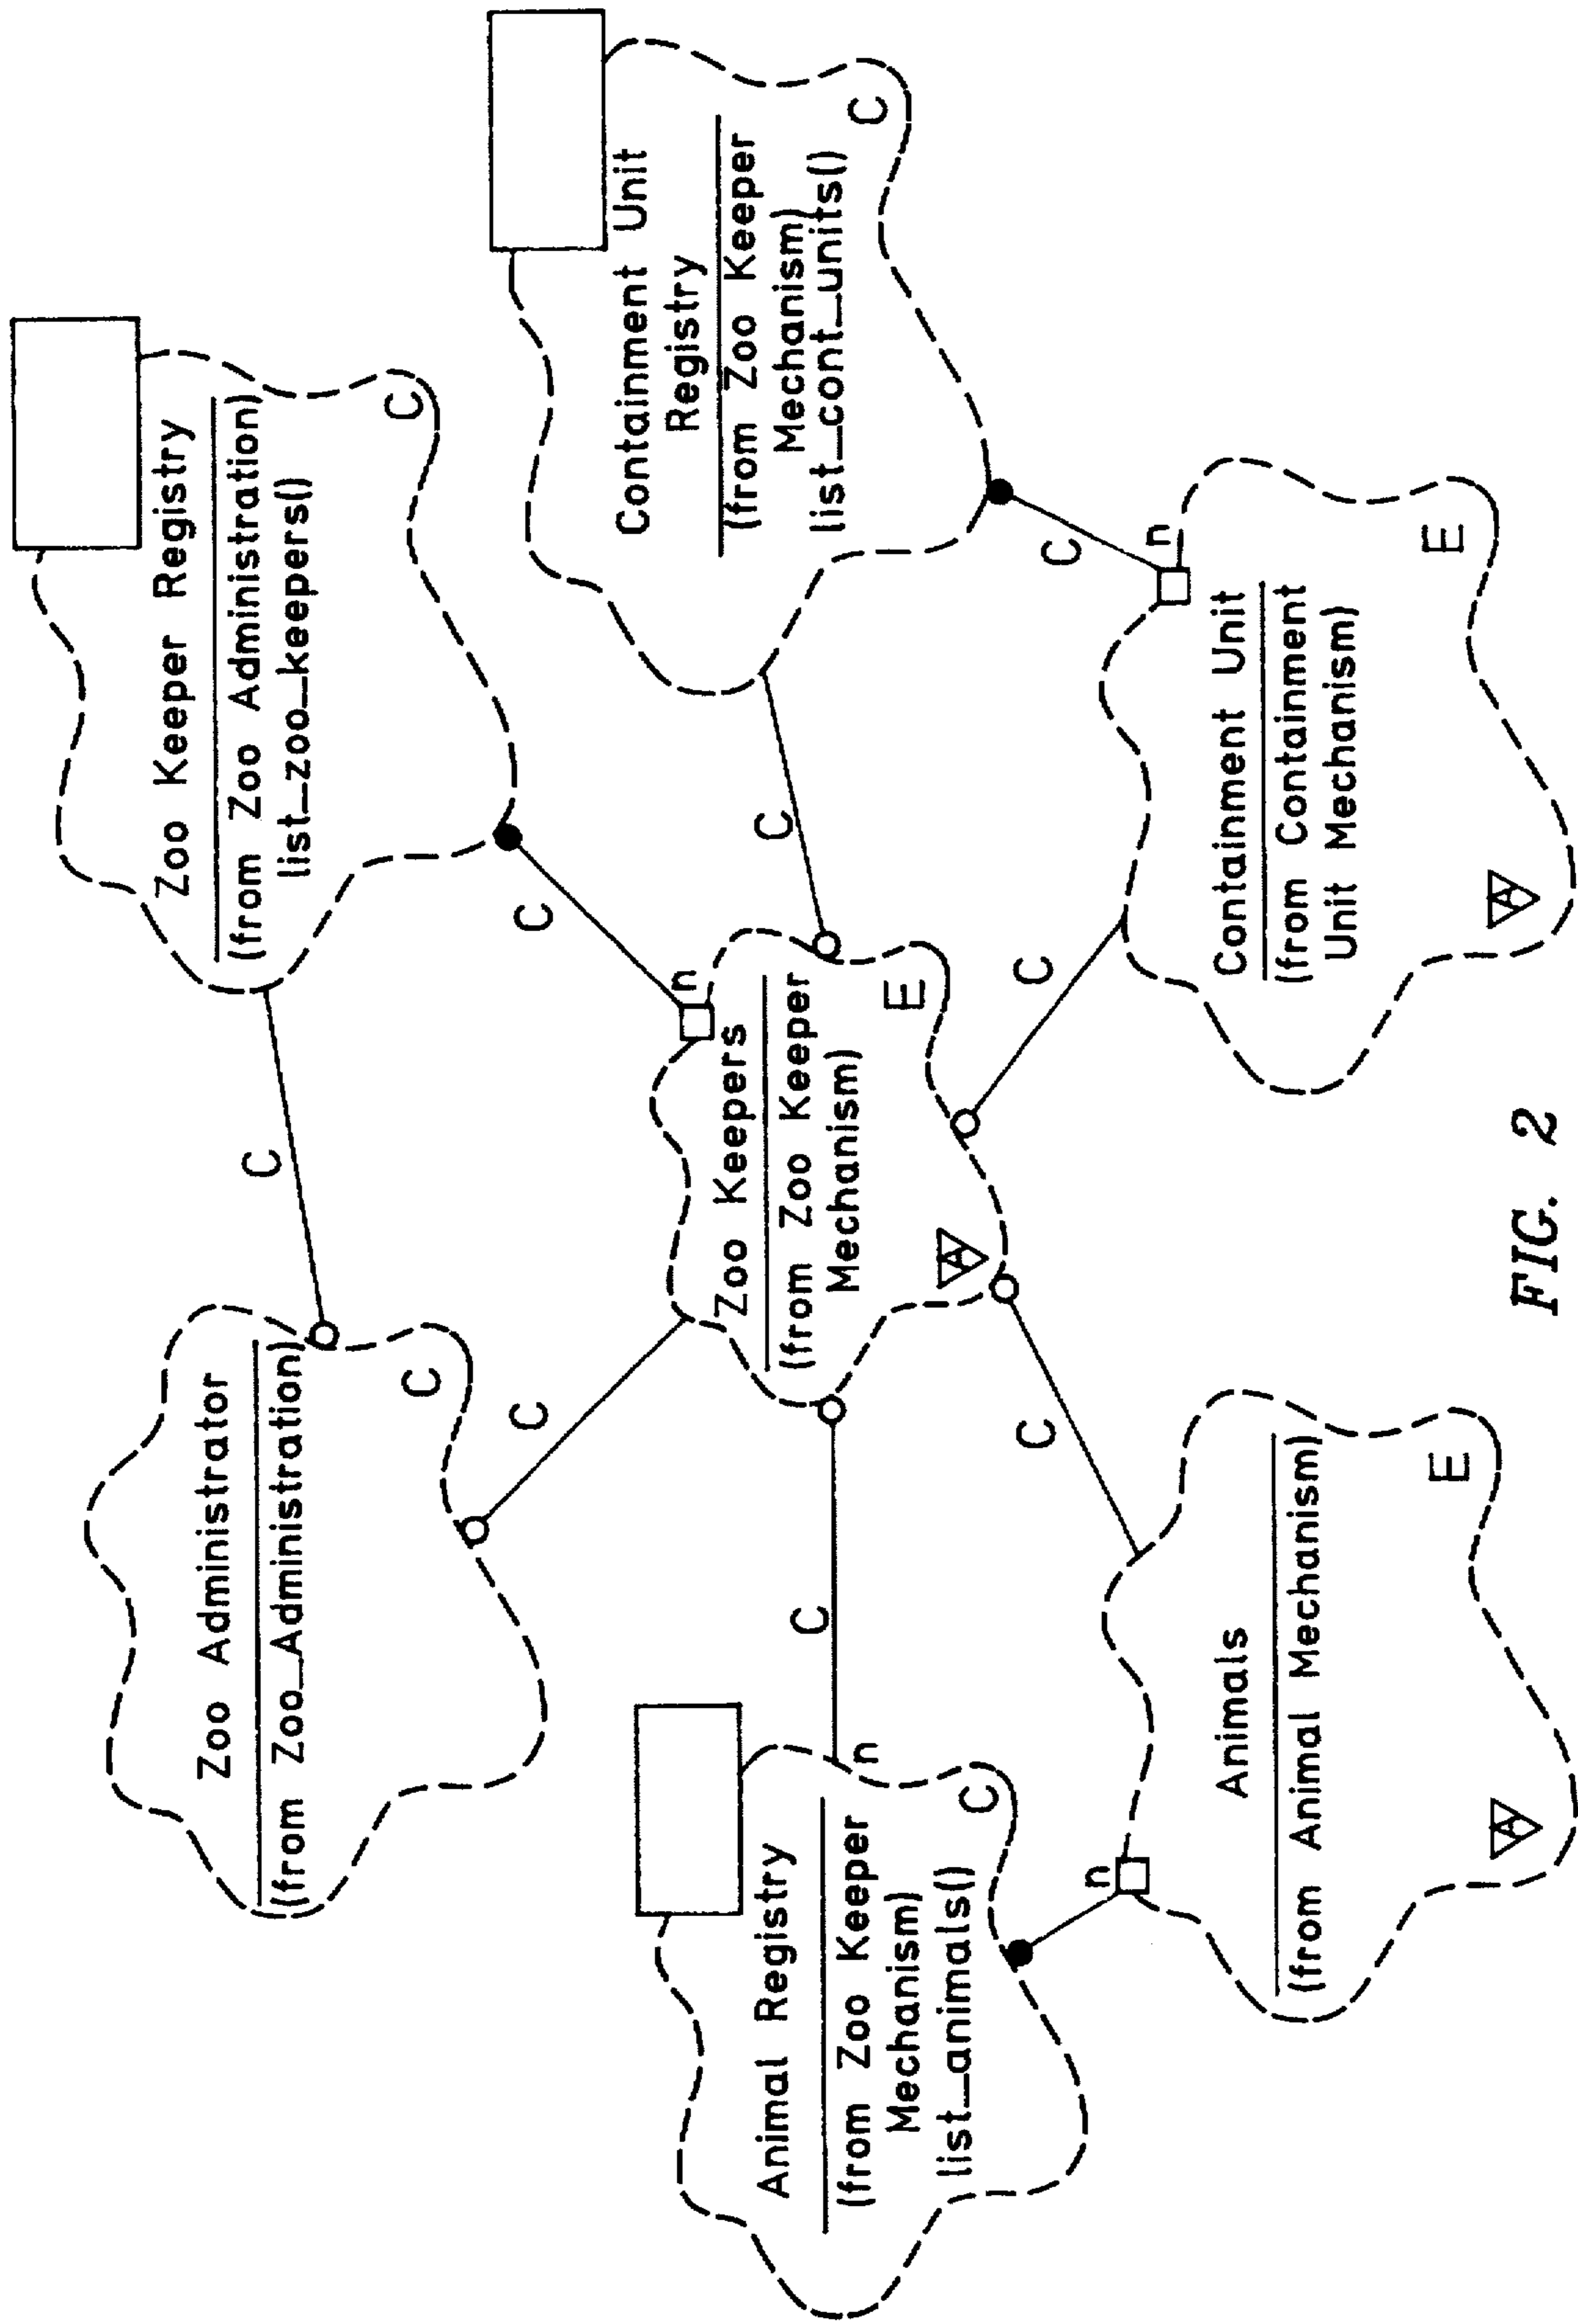 Zoo Administrator
(from Zoo_Administration)
C
C
Zoo Keeper Registry
(from Zoo Administration)
list_zoo_keepers()
C
C
C
Animal Registry
(from Zoo Keeper
Mechanism)
list_animals()
C
n
C
Zoo Keepers
(from Zoo Keeper
Mechanism)
n
E
A
C
Containment Unit
Registry
(from Zoo Keeper
Mechanism)
list_cont_units()
C
C
C
C
n
Animals
(from Animal Mechanism)
E
A
n
Containment Unit
(from Containment
Unit Mechanism)
E
A
FIG. 2